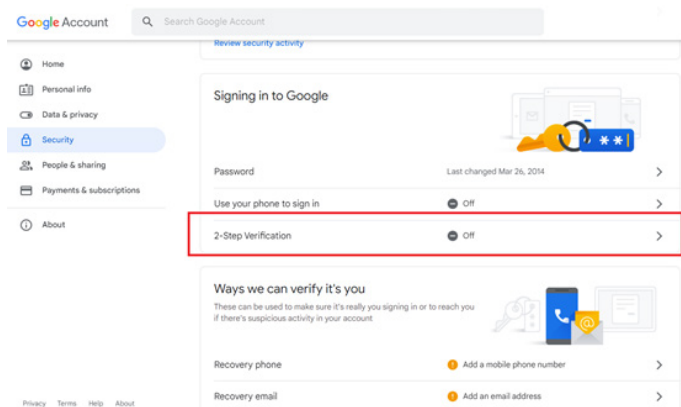 Google Account
Search Google Account
Review security activity
Home
Personal info
Data & privacy
Security
People & sharing
Payments & subscriptions
About
Signing in to Google
**
Password Last changed Mar 26, 2014
Use your phone to sign in Off
2-Step Verification Off
Ways we can verify it's you
These can be used to make sure it's really you signing in or to reach you
if there's suspicious activity in your account
Recovery phone ! Add a mobile phone number
Recovery email ! Add an email address
Privacy Terms Help About